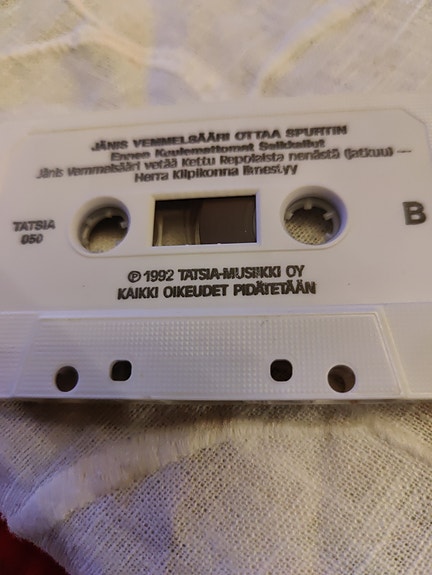 JÄNIS VEMMELSÄÄRI OTTAA SPURTIN
Ennen Kuulemattomat Seikkailut
Jänis Vemmelsääri vetää Kettu Repolaista nenästä (jatkuu) —
Herra Kilpikonna ilmestyy
TATSIA
050
B
℗ 1992 TATSIA-MUSIIKKI OY
KAIKKI OIKEUDET PIDÄTETÄÄN